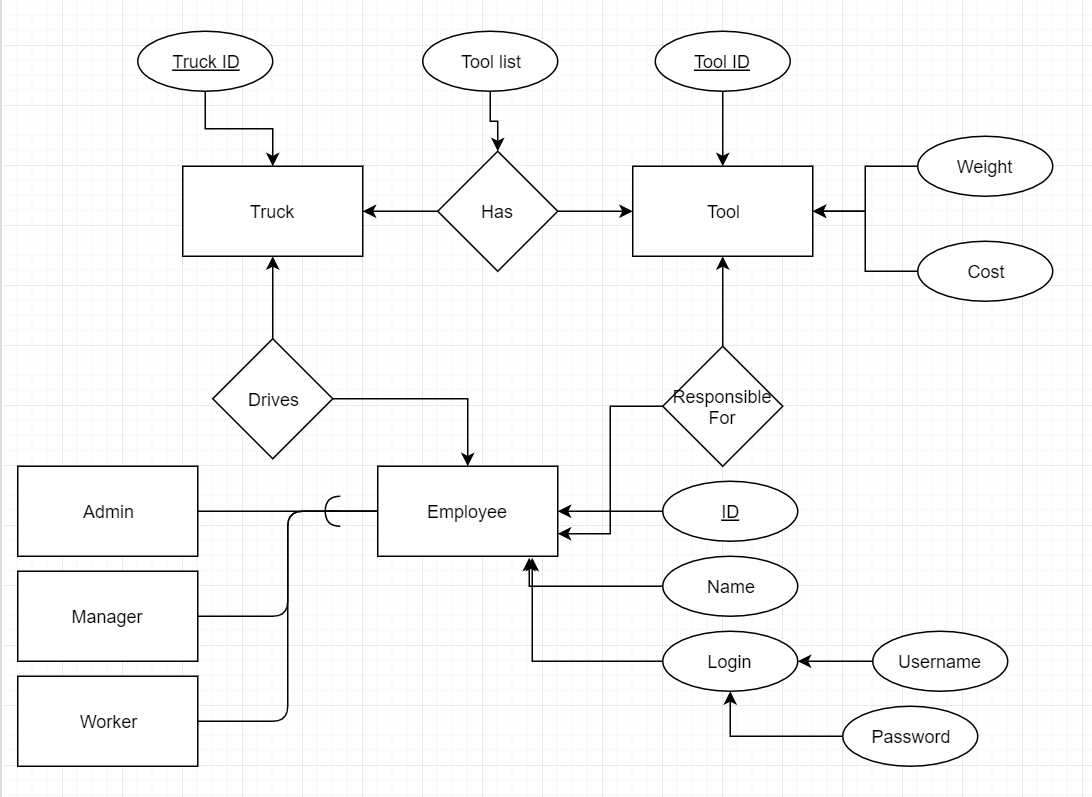 Truck ID
Tool list
Tool ID
Weight
Truck
Has
Tool
Cost
Drives
Responsible
For
Admin
Employee
ID
Name
Manager
Login
Username
Worker
Password